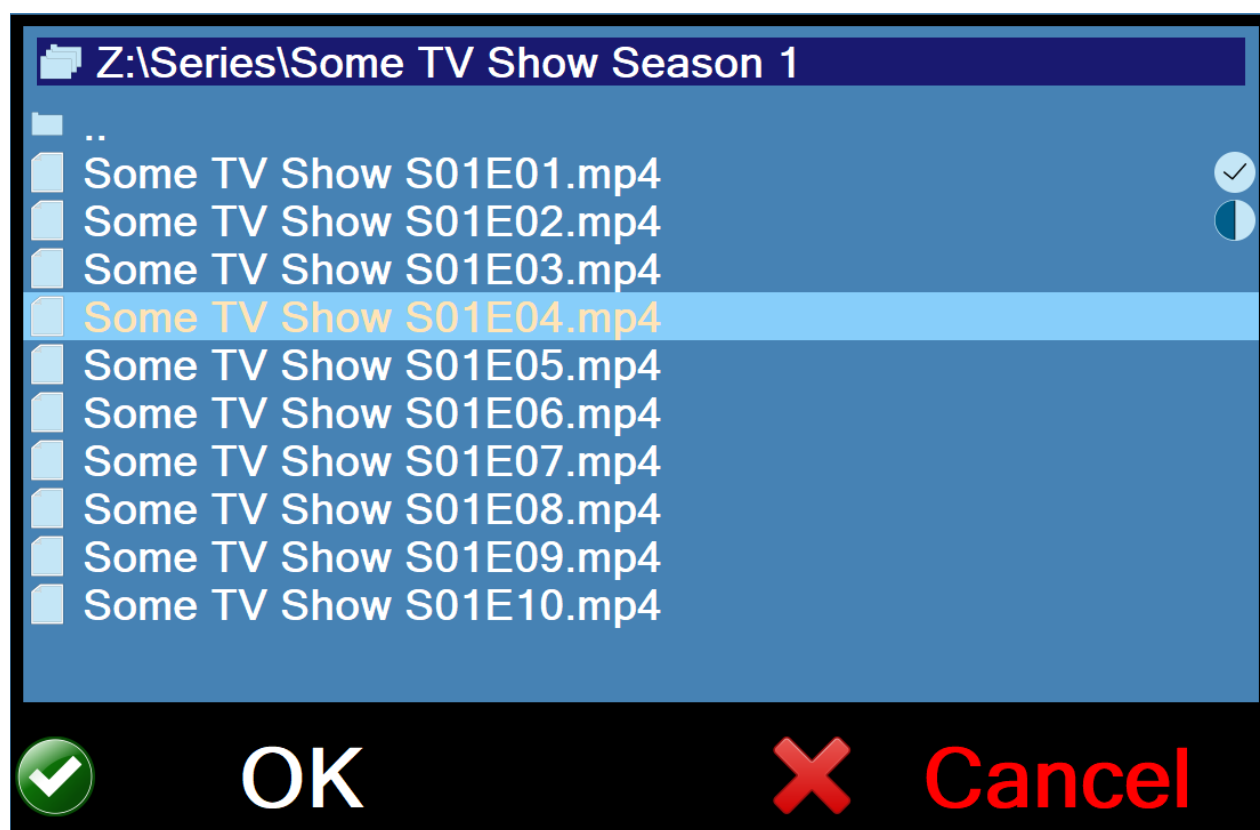 Z:\Series\Some TV Show Season 1
..
Some TV Show S01E01.mp4
Some TV Show S01E02.mp4
Some TV Show S01E03.mp4
Some TV Show S01E04.mp4
Some TV Show S01E05.mp4
Some TV Show S01E06.mp4
Some TV Show S01E07.mp4
Some TV Show S01E08.mp4
Some TV Show S01E09.mp4
Some TV Show S01E10.mp4
OK Cancel